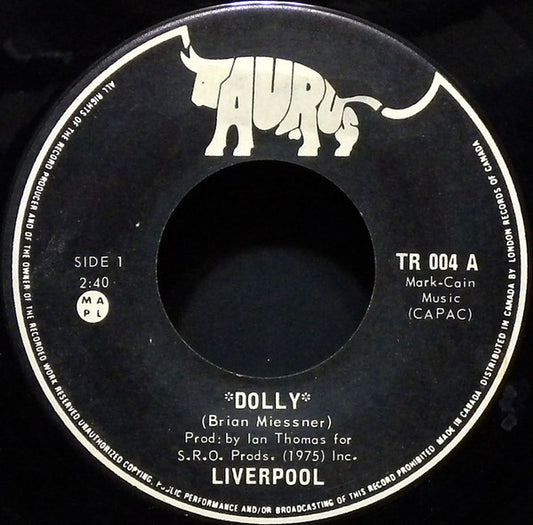 TAURUS
SIDE 1
2:40
M A
P L
TR 004 A
Mark-Cain
Music
(CAPAC)
*DOLLY*
(Brian Miessner)
Prod: by Ian Thomas for
S.R.O. Prods. (1975) Inc.
LIVERPOOL
ALL RIGHTS OF THE RECORD PRODUCER AND OF THE OWNER OF THE RECORDED WORK RESERVED UNAUTHORIZED COPYING, PUBLIC PERFORMANCE AND/OR BROADCASTING OF THIS RECORD PROHIBITED MADE IN CANADA DISTRIBUTED IN CANADA BY LONDON RECORDS OF CANADA